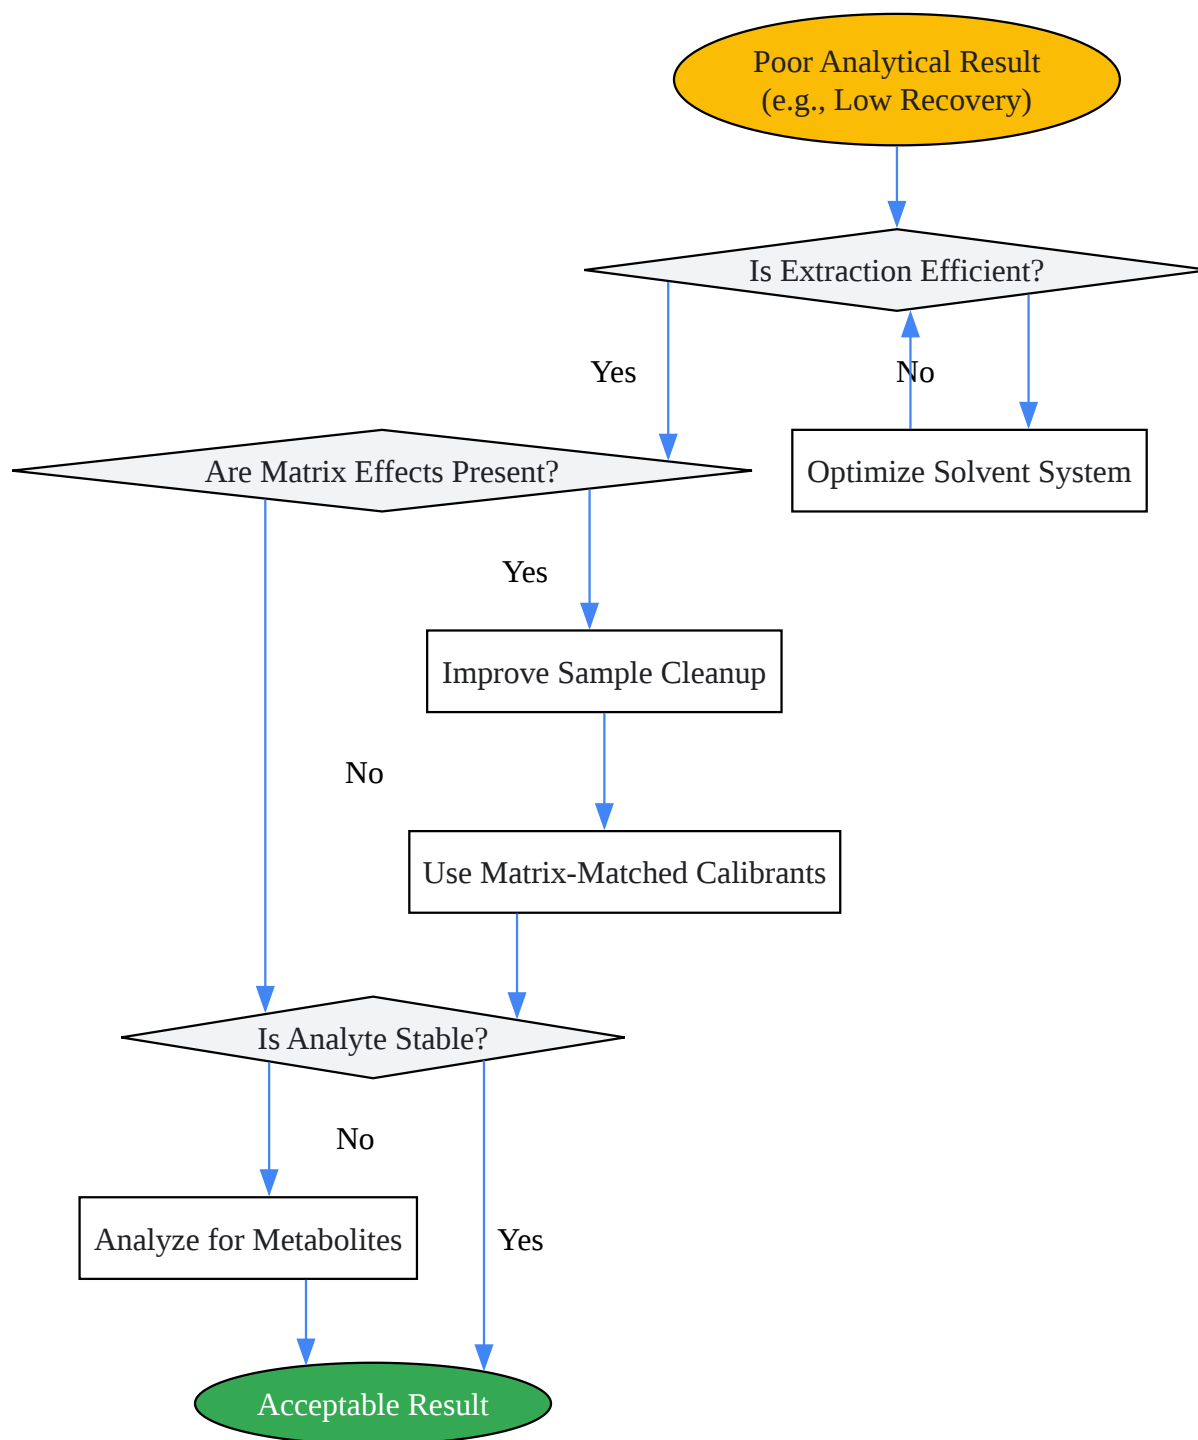 Poor Analytical Result
(e.g., Low Recovery)
Is Extraction Efficient?
Yes
No
Are Matrix Effects Present?
Optimize Solvent System
Yes
Improve Sample Cleanup
No
Use Matrix-Matched Calibrants
Is Analyte Stable?
No
Analyze for Metabolites
Yes
Acceptable Result